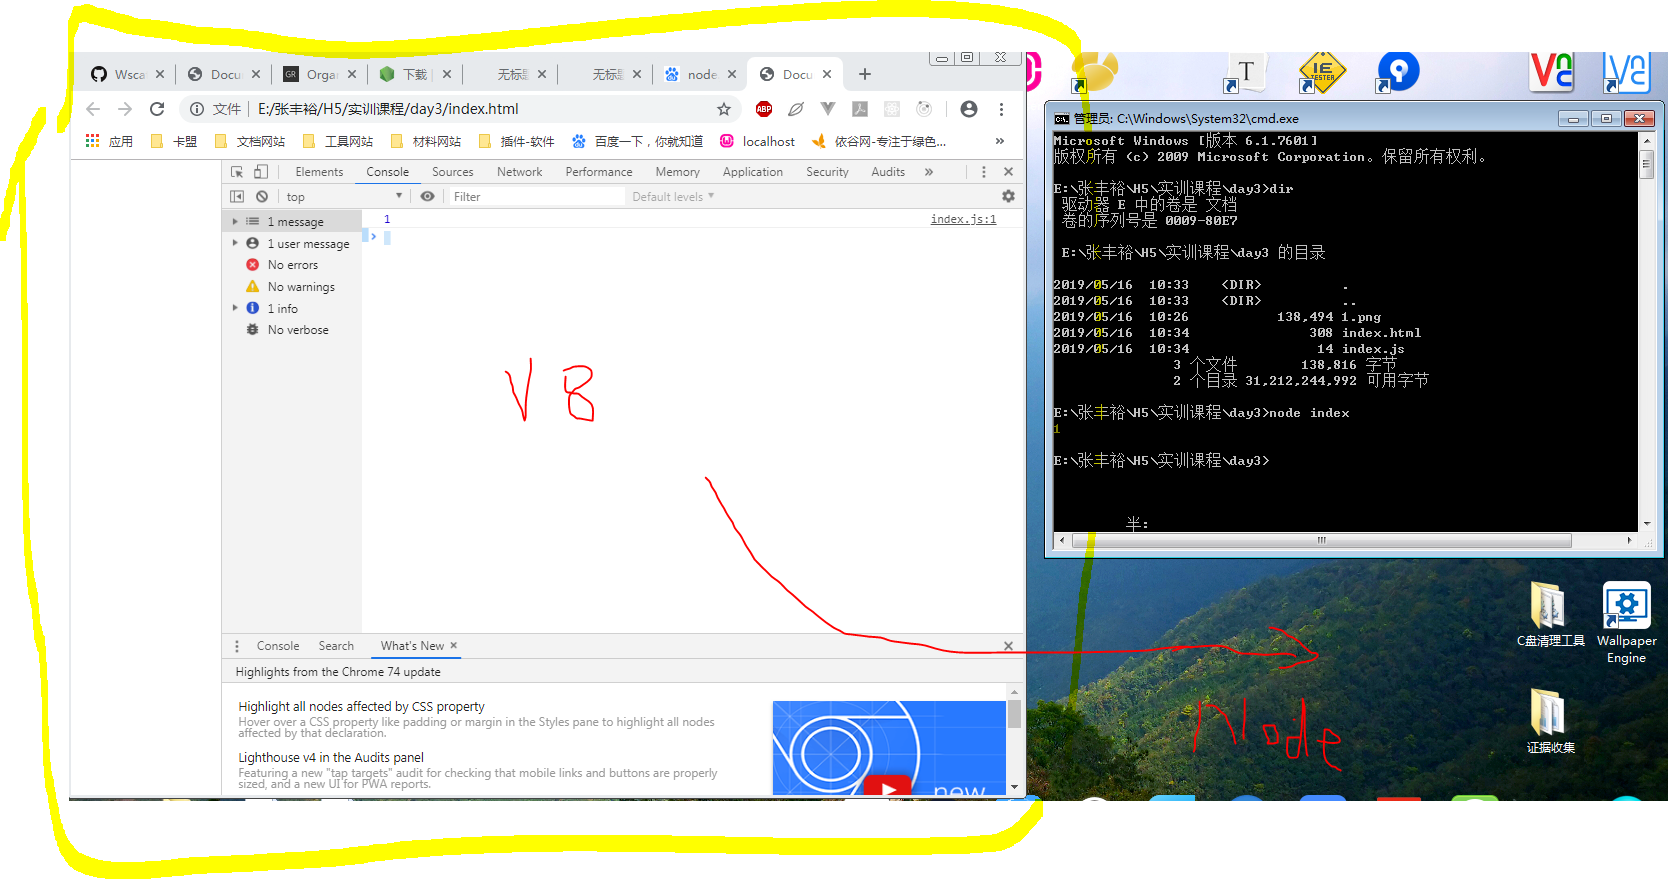 Wsca
Docu
Orga
下载
无标题
无标题
node
Docu
文件 | E:/张丰裕/H5/实训课程/day3/index.html
ABP
应用
卡盟
文档网站
工具网站
材料网站
插件-软件
百度一下，你就知道
localhost
依谷网-专注于绿色...
»
Elements Console Sources Network Performance Memory Application Security Audits »
top
Filter
Default levels ▼
1 message
1 user message
No errors
No warnings
1 info
No verbose
1 index.js:1
>
V8
Console Search What's New ×
Highlights from the Chrome 74 update
Highlight all nodes affected by CSS property
Hover over a CSS property like padding or margin in the Styles pane to highlight all nodes
affected by that declaration.
Lighthouse v4 in the Audits panel
Featuring a new "tap targets" audit for checking that mobile links and buttons are properly
sized, and a new UI for PWA reports.
new
T
IE
TESTER
VNC
VNC
管理员: C:\Windows\System32\cmd.exe
Microsoft Windows [版本 6.1.7601]
版权所有 (c) 2009 Microsoft Corporation。保留所有权利。
E:\张丰裕\H5\实训课程\day3>dir
驱动器 E 中的卷是 文档
卷的序列号是 0009-80E7
E:\张丰裕\H5\实训课程\day3 的目录
2019/05/16 10:33 <DIR> .
2019/05/16 10:33 <DIR> ..
2019/05/16 10:26 138,494 1.png
2019/05/16 10:34 308 index.html
2019/05/16 10:34 14 index.js
3 个文件 138,816 字节
2 个目录 31,212,244,992 可用字节
E:\张丰裕\H5\实训课程\day3>node index
1
E:\张丰裕\H5\实训课程\day3>
半:
C盘清理工具
Wallpaper
Engine
证据收集
Node